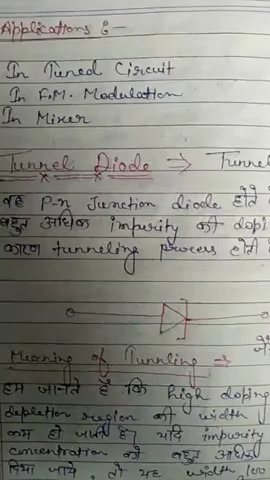 Applications :-
In Tuned Circuit
In F.M. Modulation
In Mixer
Tunnel Diode → Tunnel
वह P-n Junction diode होते
बहुत अधिक impurity की dopi
कारण tunneling process होती
Meaning of Tunnling →
हम जानते हैं कि high doping
depletion region की width
कम हो जाती है। यदि impurity
concentration को बहुत अधिक
दिया जाये, तो यह width, 100